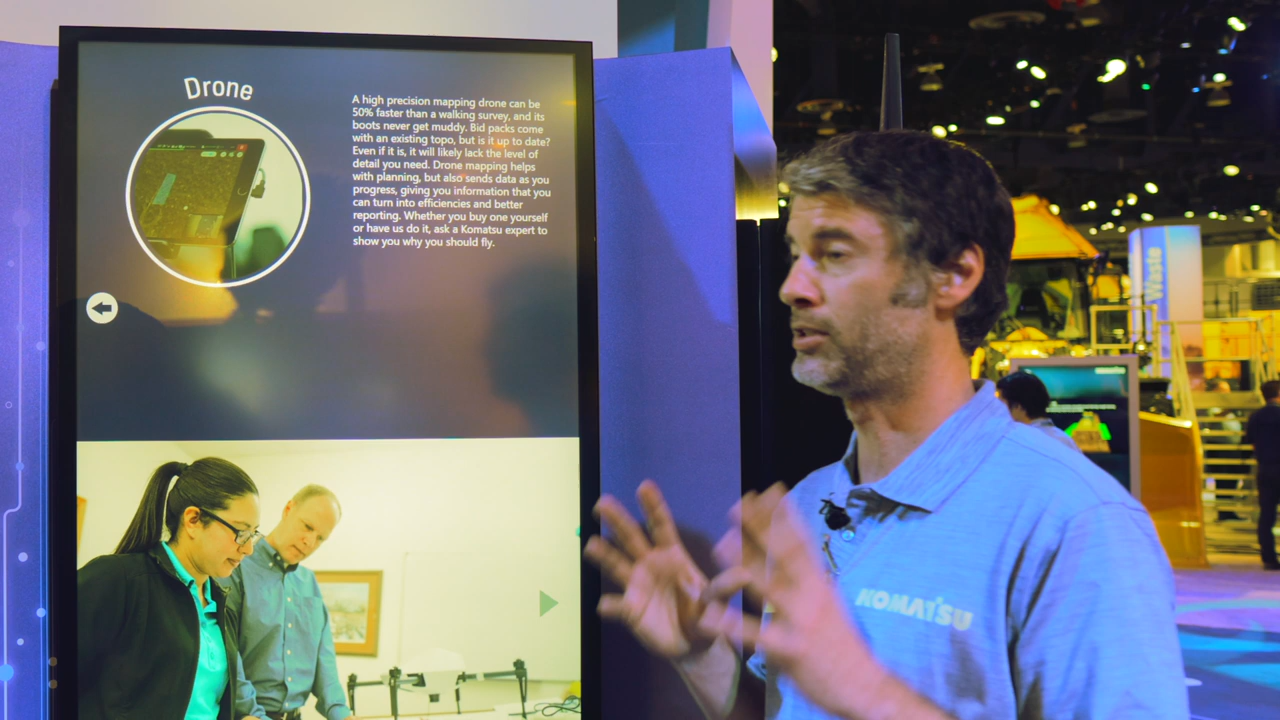 Drone
A high precision mapping drone can be
50% faster than a walking survey, and its
boots never get muddy. Bid packs come
with an existing topo, but is it up to date?
Even if it is, it will likely lack the level of
detail you need. Drone mapping helps
with planning, but also sends data as you
progress, giving you information that you
can turn into efficiencies and better
reporting. Whether you buy one yourself
or have us do it, ask a Komatsu expert to
show you why you should fly.
Waste
KOMATSU